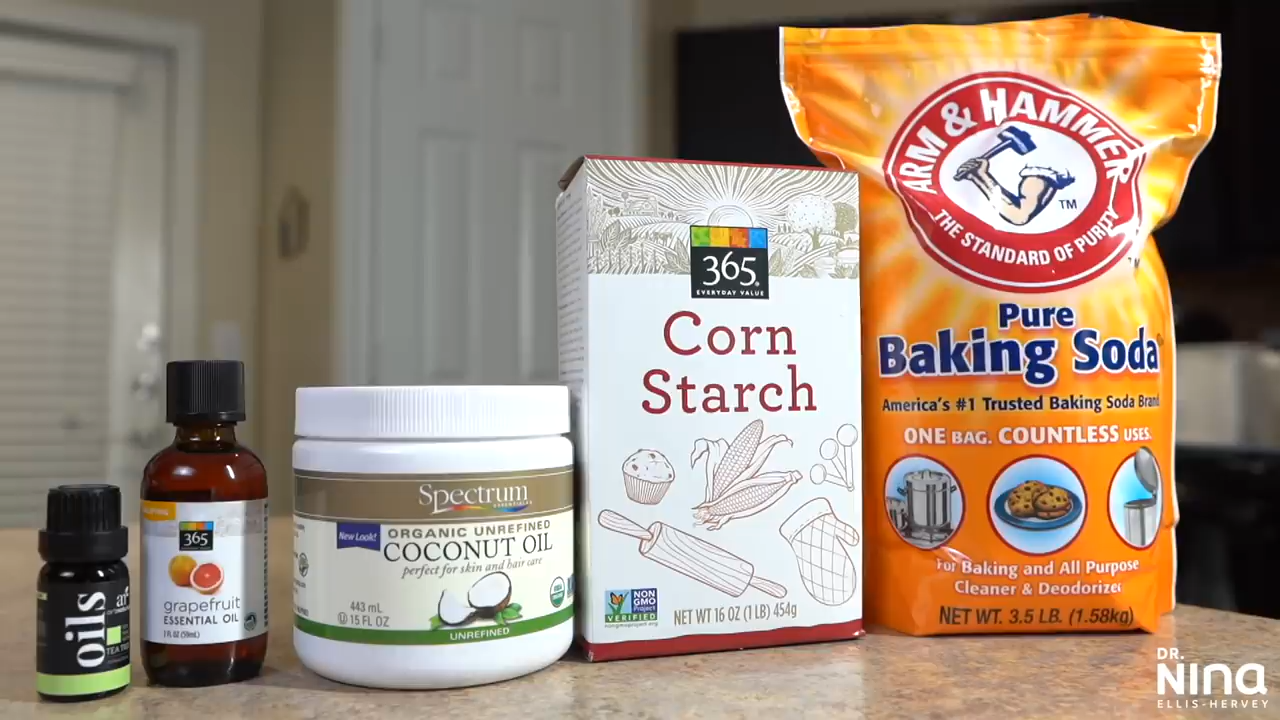 oils
TEA TREE
365
grapefruit
ESSENTIAL OIL
Spectrum
ESSENTIALS
New Look!
ORGANIC UNREFINED
COCONUT OIL
perfect for skin and hair care
443 mL
15 FL OZ
UNREFINED
365
EVERYDAY VALUE
Corn
Starch
NON
GMO
Project
VERIFIED
nongmoproject.org
NET WT 16 OZ (1 LB) 454g
ARM & HAMMER
TM
THE STANDARD OF PURITY
Pure
Baking Soda
America's #1 Trusted Baking Soda Brand
ONE BAG. COUNTLESS USES.
For Baking and All Purpose
Cleaner & Deodorizer
NET WT. 3.5 LB. (1.58kg)
DR.
NINA
ELLIS-HERVEY